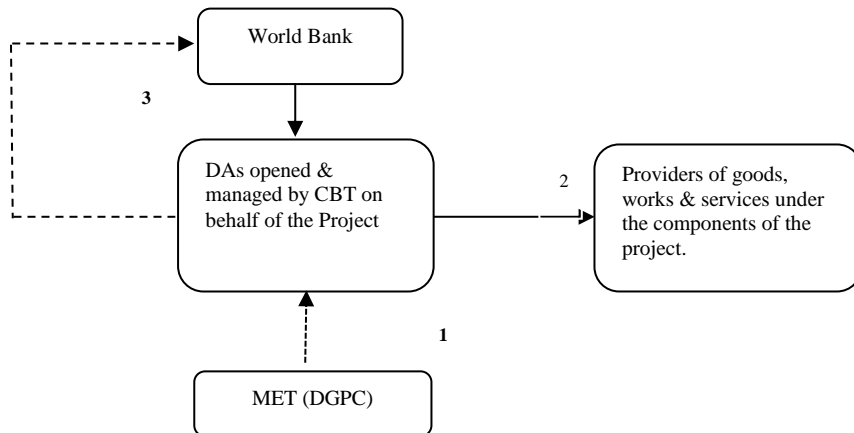 World Bank
3
DAs opened &
managed by CBT on
behalf of the Project
2
Providers of goods,
works & services under
the components of the
project.
1
MET (DGPC)